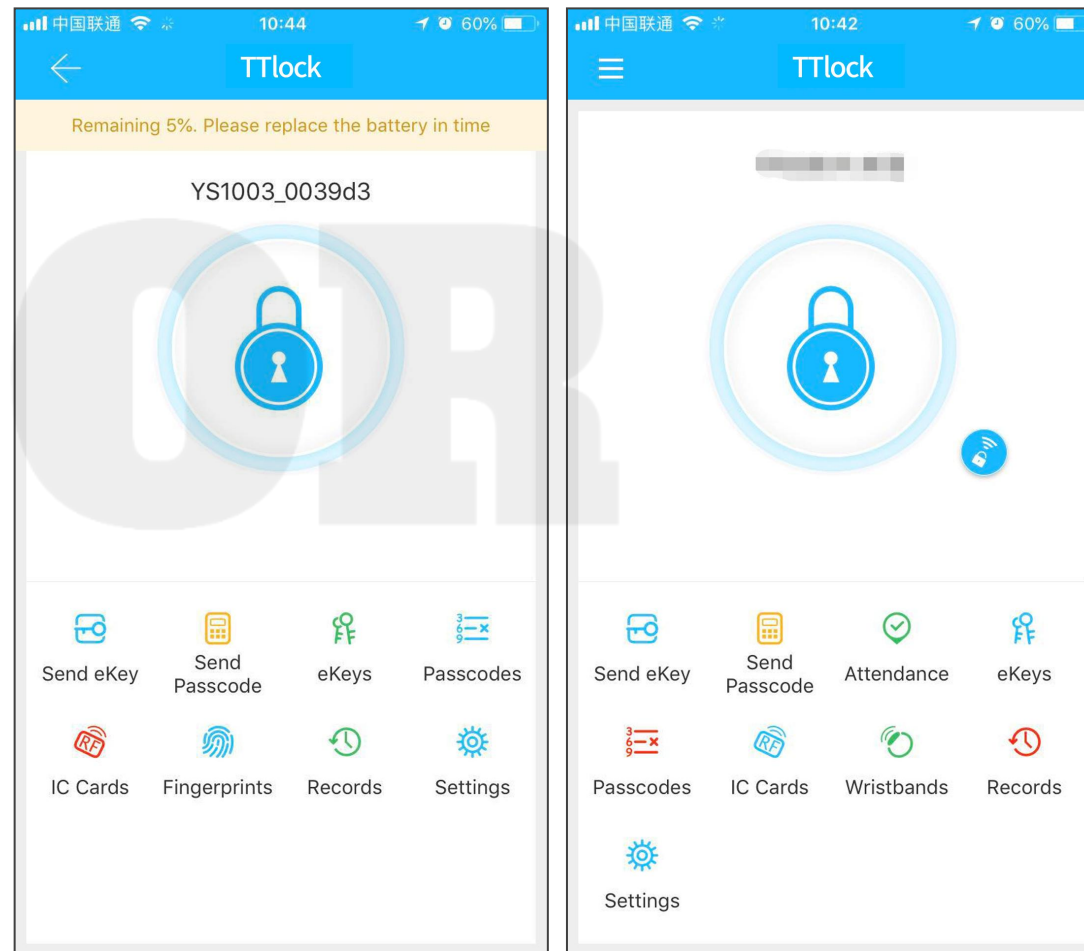 中国联通 10:44 60%
TTlock
Remaining 5%. Please replace the battery in time
YS1003_0039d3
Send eKey
Send
Passcode
eKeys
Passcodes
IC Cards
Fingerprints
Records
Settings
中国联通 10:42 60%
TTlock
Send eKey
Send
Passcode
Attendance
eKeys
Passcodes
IC Cards
Wristbands
Records
Settings
OR